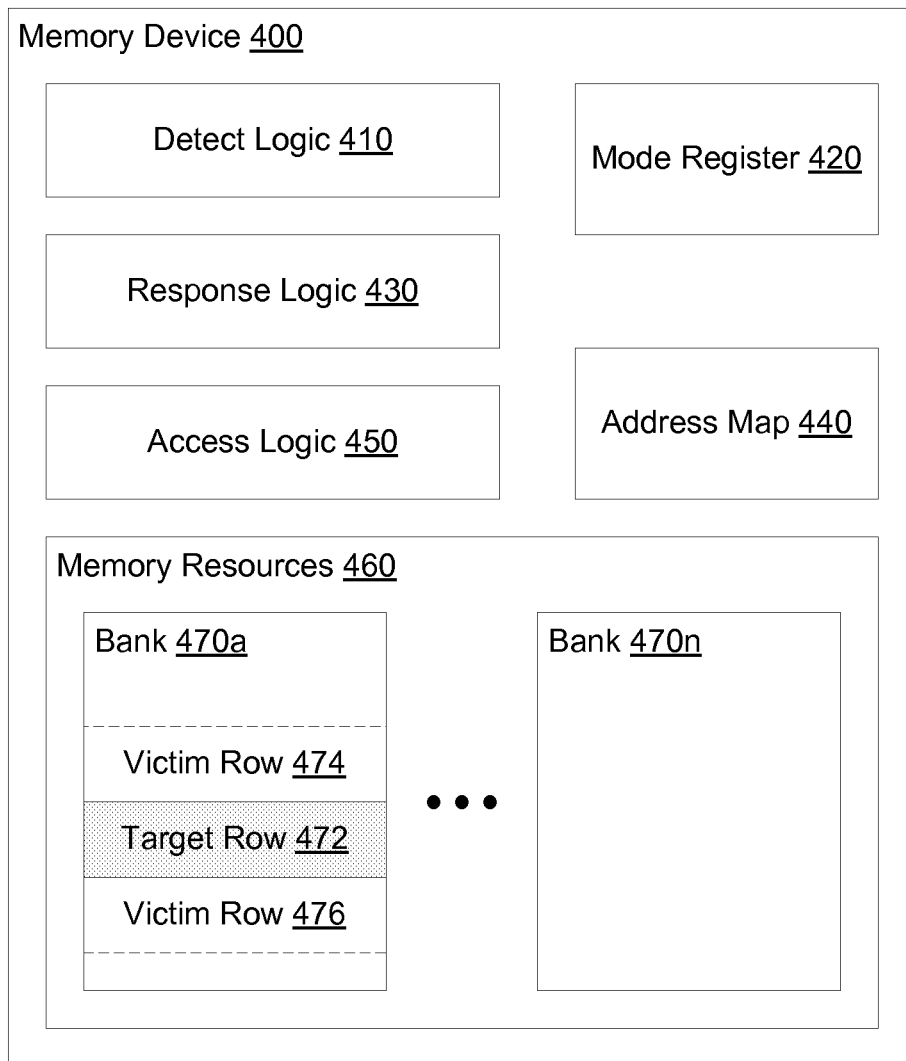 Memory Device 400
Detect Logic 410
Mode Register 420
Response Logic 430
Address Map 440
Access Logic 450
Memory Resources 460
Bank 470a
Bank 470n
Victim Row 474
Target Row 472
Victim Row 476